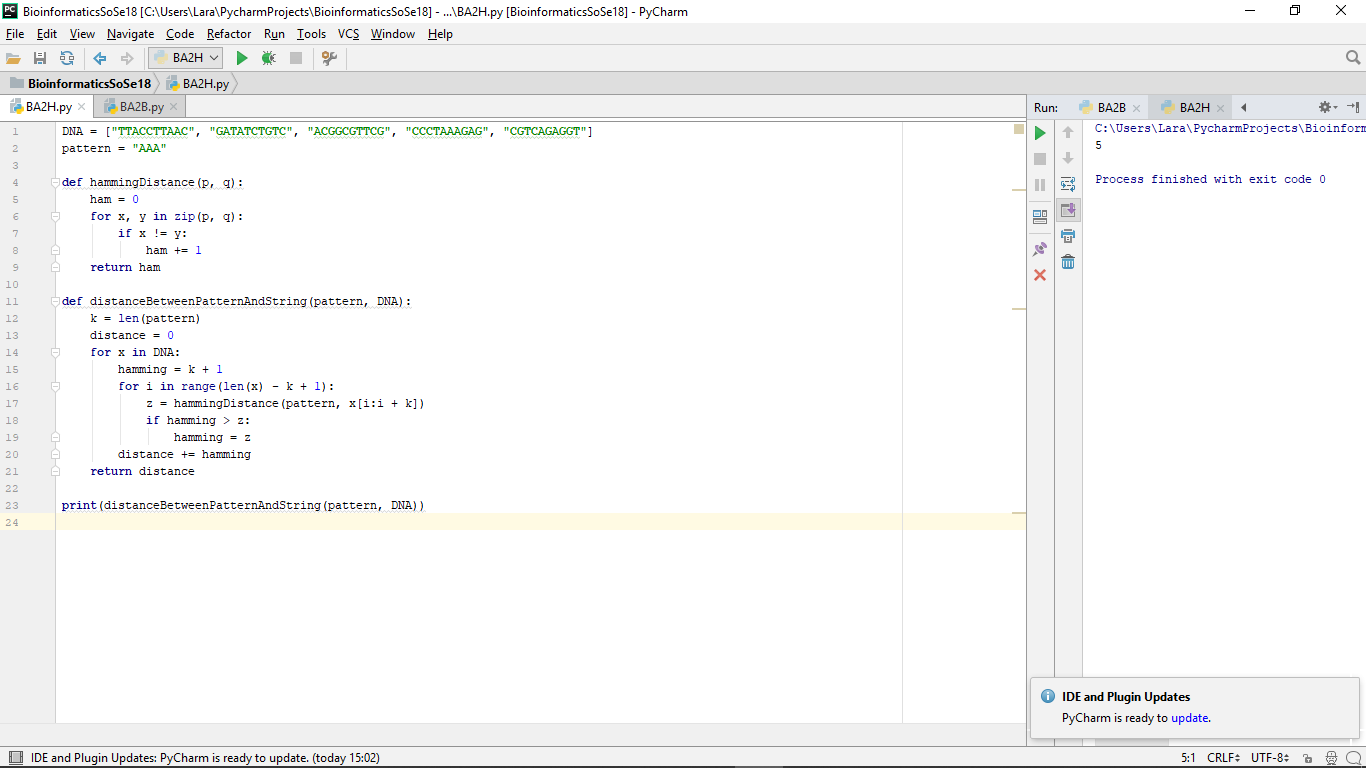 BioinformaticsSoSe18 [C:\Users\Lara\PycharmProjects\BioinformaticsSoSe18] - ...\BA2H.py [BioinformaticsSoSe18] - PyCharm
File Edit View Navigate Code Refactor Run Tools VCS Window Help
BA2H
BioinformaticsSoSe18 BA2H.py
BA2H.py BA2B.py
1 DNA = ["TTACCTTAAC", "GATATCTGTC", "ACGGCGTTCG", "CCCTAAAGAG", "CGTCAGAGGT"]
2 pattern = "AAA"
3
4 def hammingDistance(p, q):
5     ham = 0
6     for x, y in zip(p, q):
7         if x != y:
8             ham += 1
9     return ham
10
11 def distanceBetweenPatternAndString(pattern, DNA):
12     k = len(pattern)
13     distance = 0
14     for x in DNA:
15         hamming = k + 1
16         for i in range(len(x) - k + 1):
17             z = hammingDistance(pattern, x[i:i + k])
18             if hamming > z:
19                 hamming = z
20         distance += hamming
21     return distance
22
23 print(distanceBetweenPatternAndString(pattern, DNA))
24
Run: BA2B BA2H
C:\Users\Lara\PycharmProjects\Bioinform
5
Process finished with exit code 0
IDE and Plugin Updates
PyCharm is ready to update.
IDE and Plugin Updates: PyCharm is ready to update. (today 15:02)
5:1 CRLF UTF-8